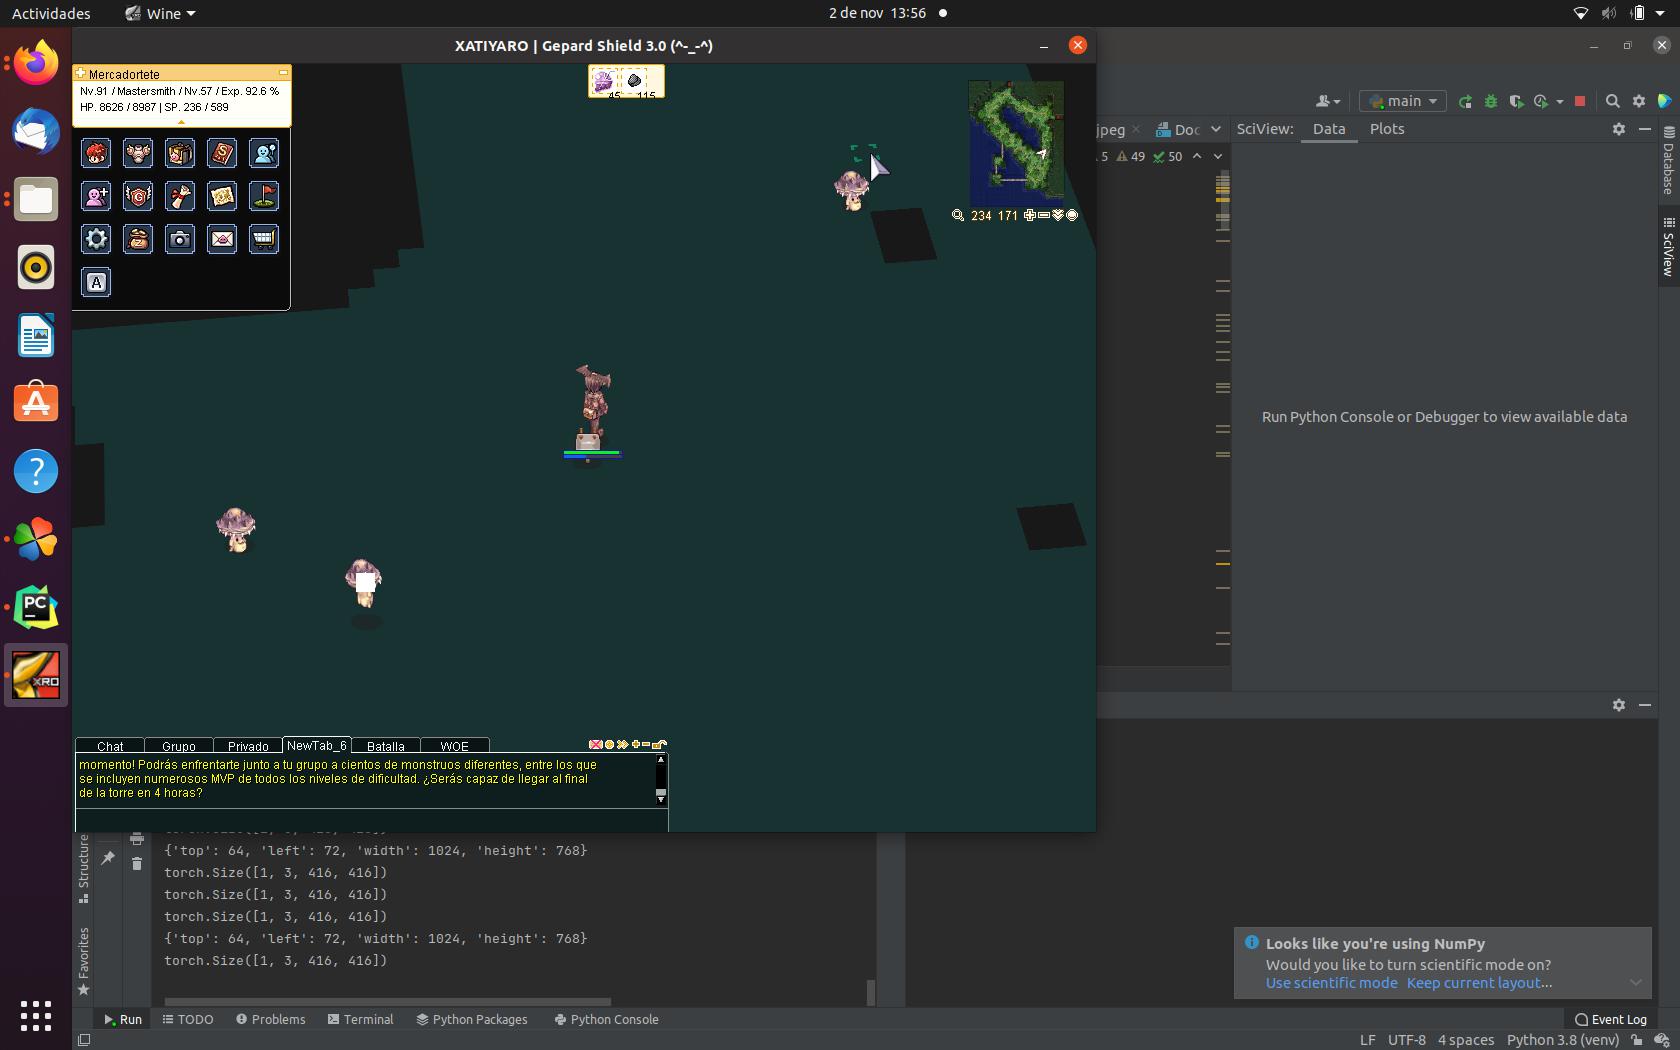 Actividades
Wine
2 de nov 13:56
XATIYARO | Gepard Shield 3.0 (^-_-^)
Mercadortete
Nv.91 / Mastersmith / Nv.57 / Exp. 92.6 %
HP. 8626 / 8987 | SP. 236 / 589
A
45 115
234 171
main
jpeg
Doc
SciView: Data Plots
5 49 50
Database
SciView
Run Python Console or Debugger to view available data
Chat Grupo Privado NewTab_6 Batalla WOE
momento! Podrás enfrentarte junto a tu grupo a cientos de monstruos diferentes, entre los que
se incluyen numerosos MVP de todos los niveles de dificultad. ¿Serás capaz de llegar al final
de la torre en 4 horas?
{'top': 64, 'left': 72, 'width': 1024, 'height': 768}
torch.Size([1, 3, 416, 416])
torch.Size([1, 3, 416, 416])
torch.Size([1, 3, 416, 416])
{'top': 64, 'left': 72, 'width': 1024, 'height': 768}
torch.Size([1, 3, 416, 416])
Structure
Favorites
PC
XRO
Looks like you're using NumPy
Would you like to turn scientific mode on?
Use scientific mode Keep current layout...
Run TODO Problems Terminal Python Packages Python Console Event Log
LF UTF-8 4 spaces Python 3.8 (venv)